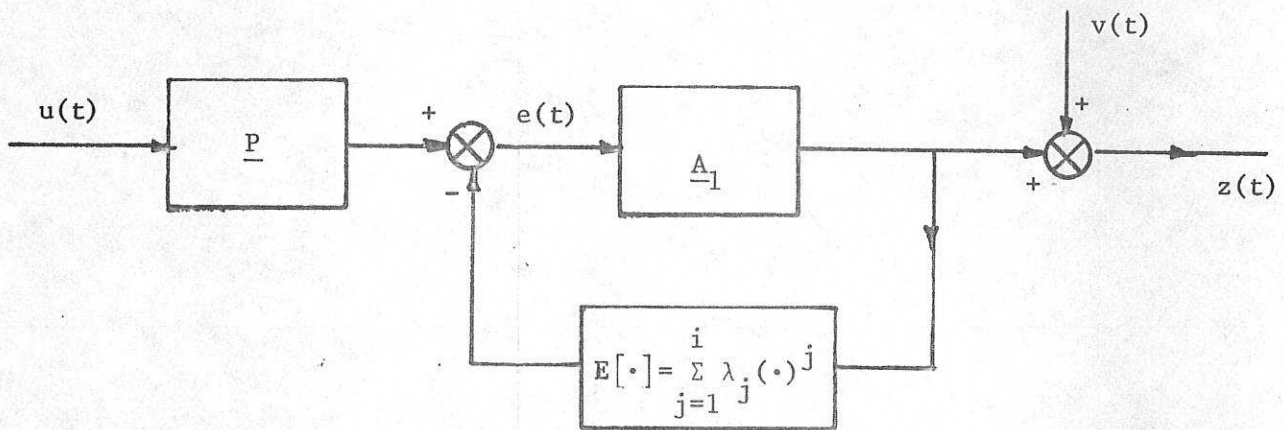 v(t)
u(t)
P
+
e(t)
A1
+
+
-
z(t)
E[·]= i Σ j=1 λj(·)j